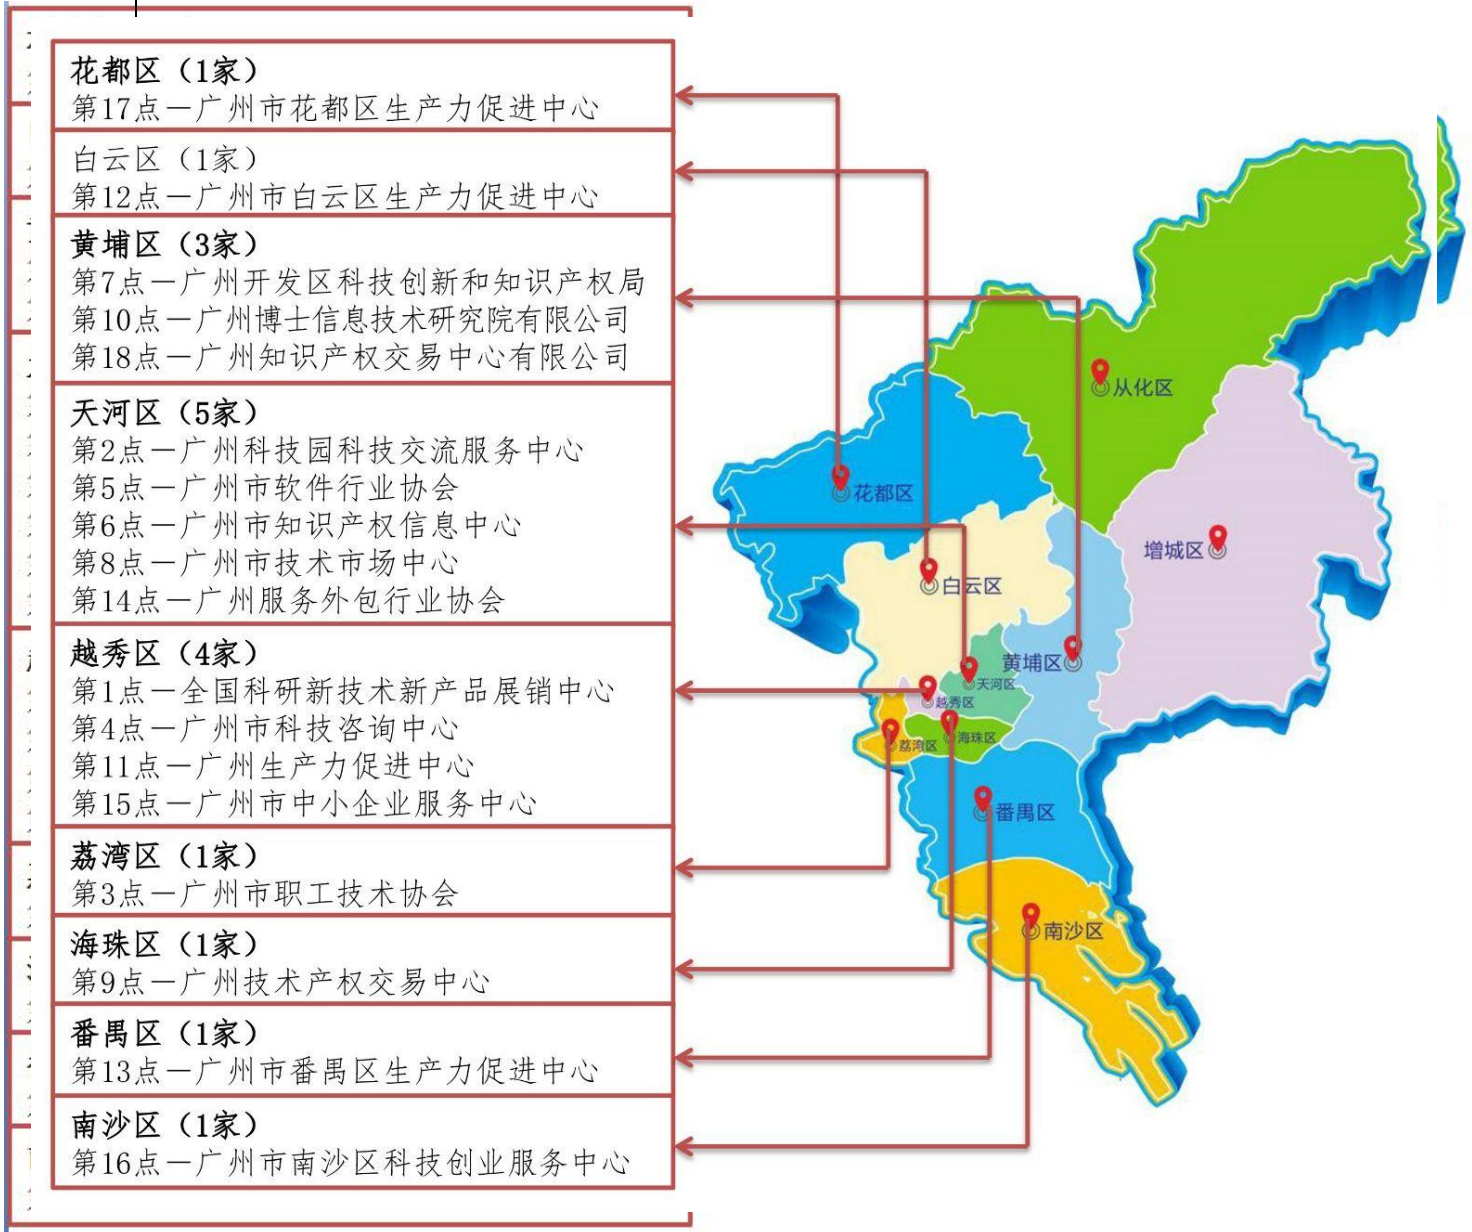 花都区（1家）
第17点－广州市花都区生产力促进中心
白云区（1家）
第12点－广州市白云区生产力促进中心
黄埔区（3家）
第7点－广州开发区科技创新和知识产权局
第10点－广州博士信息技术研究院有限公司
第18点－广州知识产权交易中心有限公司
天河区（5家）
第2点－广州科技园科技交流服务中心
第5点－广州市软件行业协会
第6点－广州市知识产权信息中心
第8点－广州市技术市场中心
第14点－广州服务外包行业协会
越秀区（4家）
第1点－全国科研新技术新产品展销中心
第4点－广州市科技咨询中心
第11点－广州生产力促进中心
第15点－广州市中小企业服务中心
荔湾区（1家）
第3点－广州市职工技术协会
海珠区（1家）
第9点－广州技术产权交易中心
番禺区（1家）
第13点－广州市番禺区生产力促进中心
南沙区（1家）
第16点－广州市南沙区科技创业服务中心
从化区
花都区
增城区
白云区
黄埔区
天河区
越秀区
海珠区
荔湾区
番禺区
南沙区